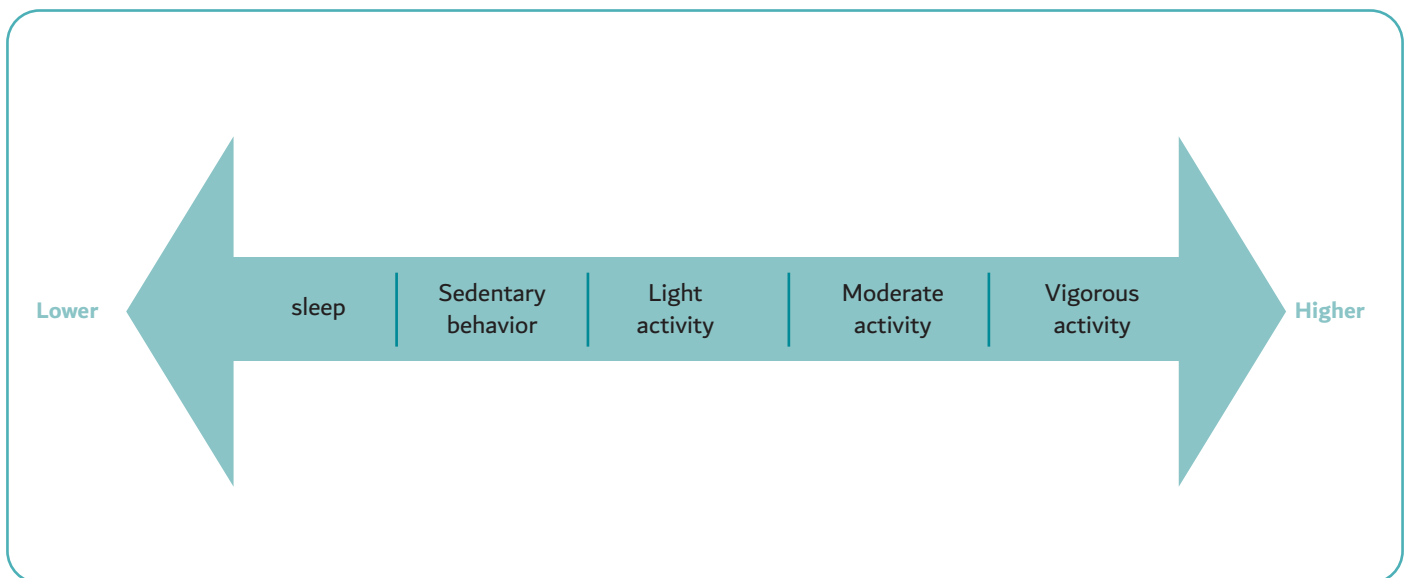 Lower
sleep
Sedentary
behavior
Light
activity
Moderate
activity
Vigorous
activity
Higher